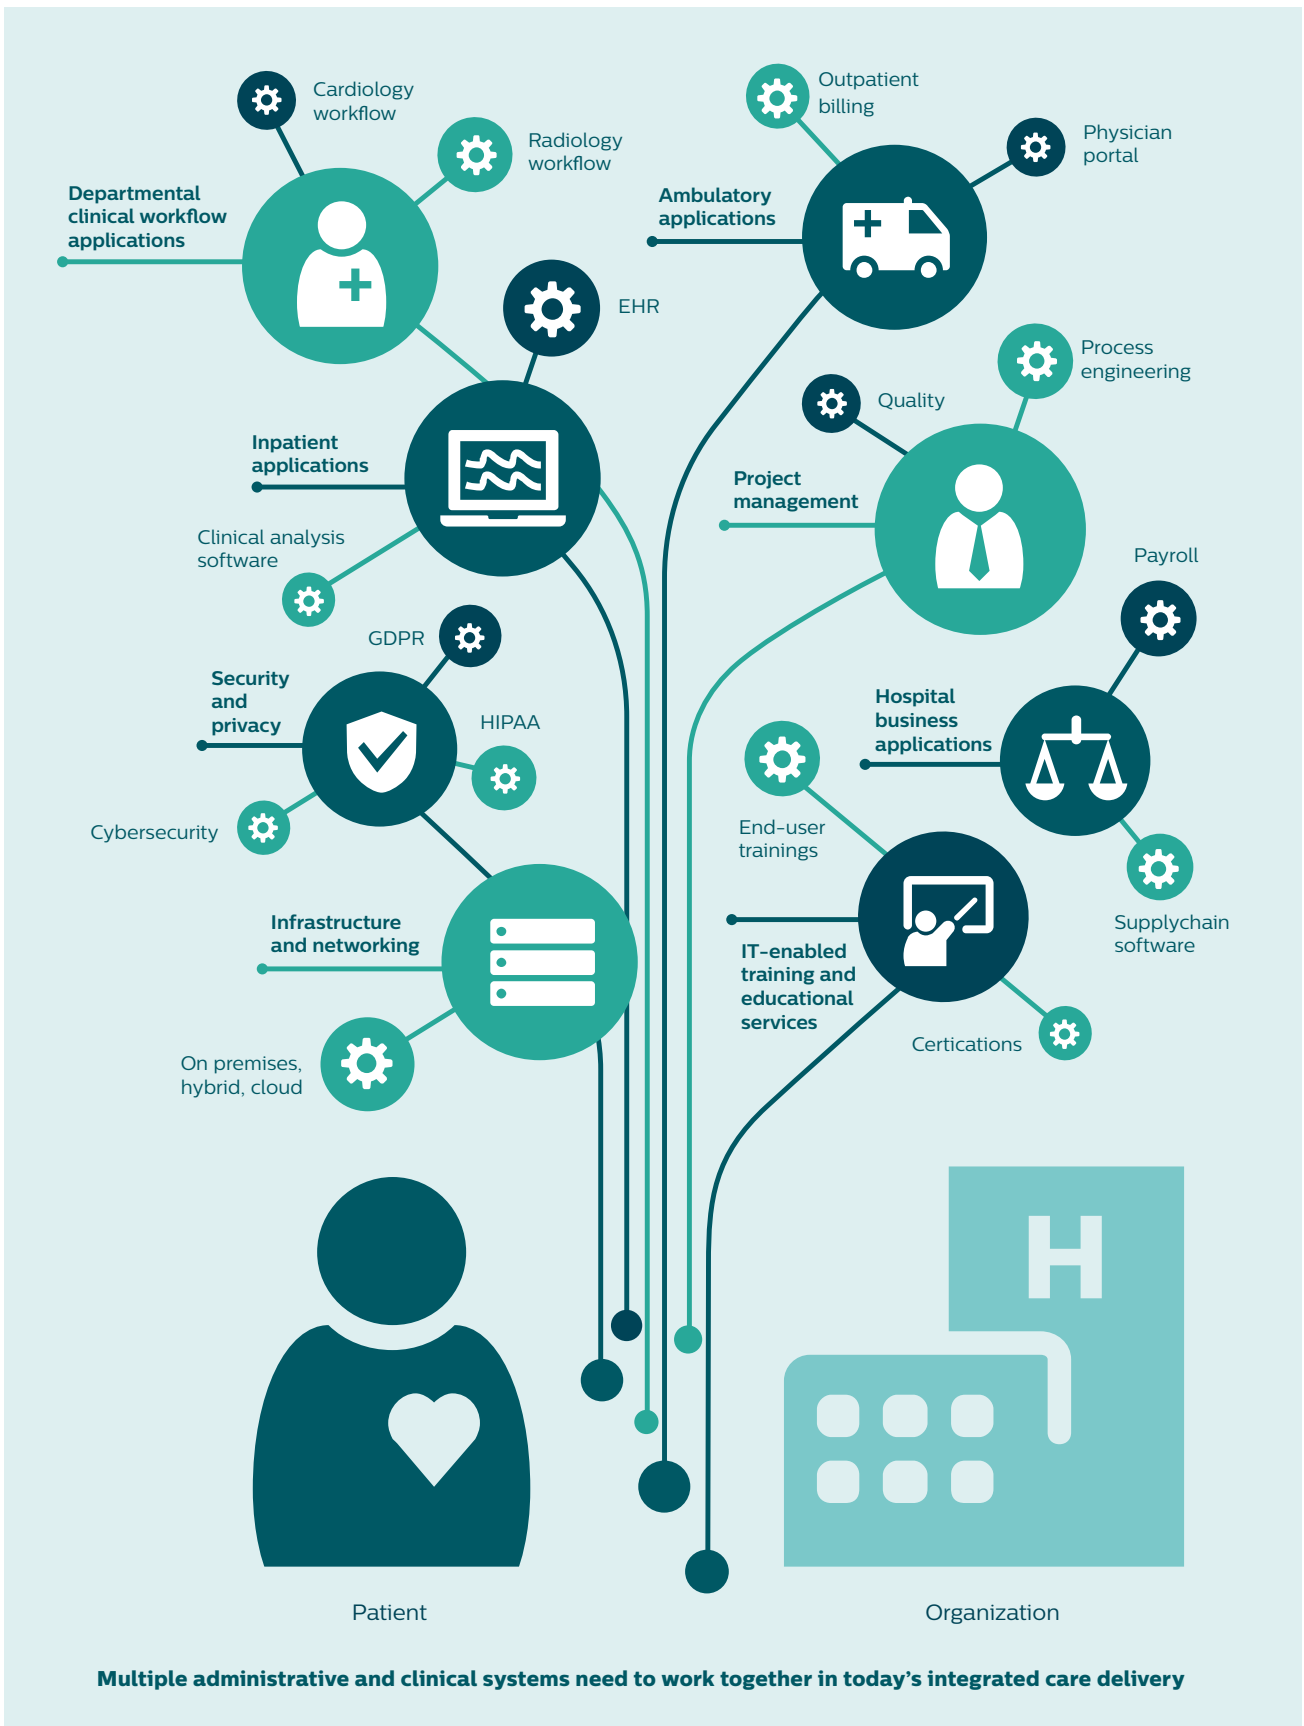 Cardiology
workflow
Radiology
workflow
Departmental
clinical workflow
applications
EHR
Inpatient
applications
Clinical analysis
software
GDPR
Security
and
privacy
HIPAA
Cybersecurity
Infrastructure
and networking
On premises,
hybrid, cloud
Outpatient
billing
Physician
portal
Ambulatory
applications
Process
engineering
Quality
Project
management
Payroll
Hospital
business
applications
End-user
trainings
Supplychain
software
IT-enabled
training and
educational
services
Certications
H
Patient
Organization
Multiple administrative and clinical systems need to work together in today’s integrated care delivery